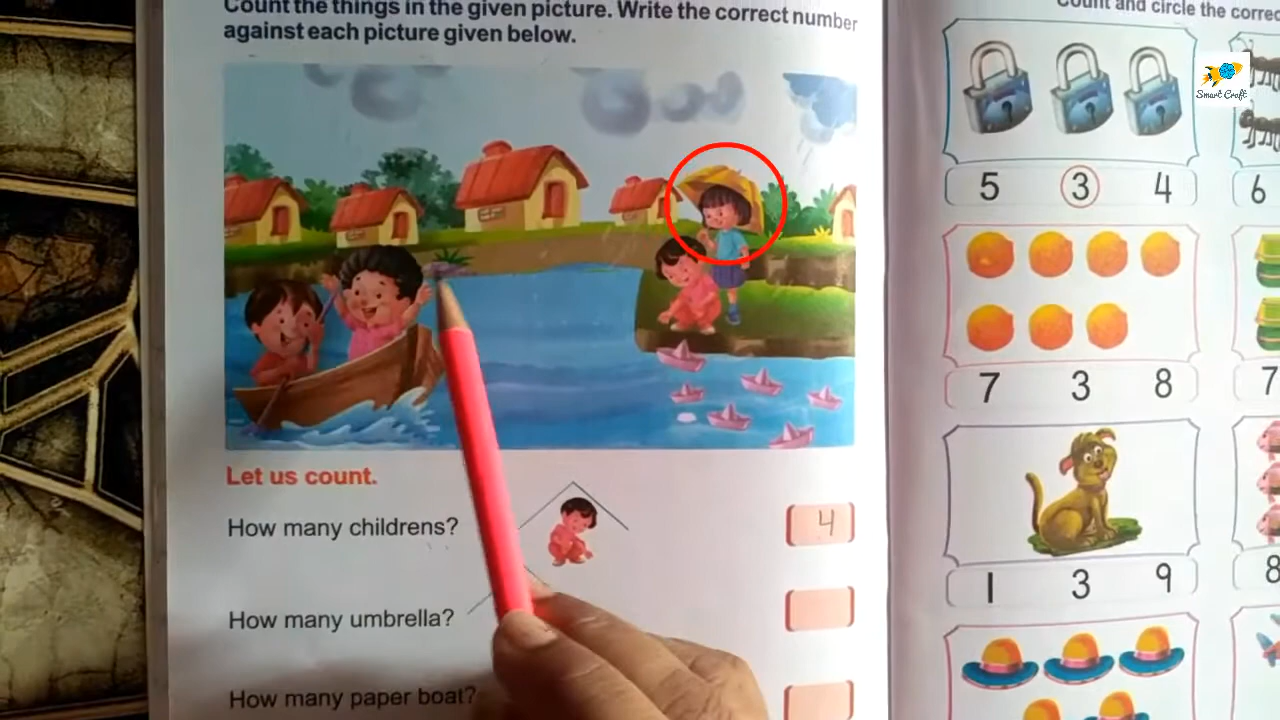 Count the things in the given picture. Write the correct number
against each picture given below.
Let us count.
How many childrens?
4
How many umbrella?
How many paper boat?
Count and circle the correc
5 3 4
6
7 3 8
7
1 3 9
8
Smart Craft